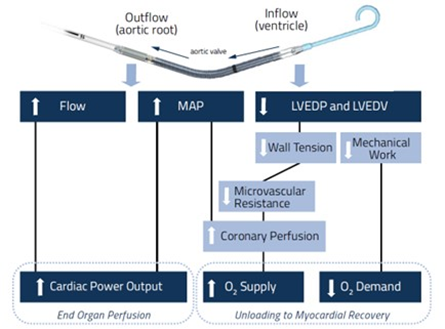 Outflow
(aortic root)
Inflow
(ventricle)
aortic valve
Flow
MAP
LVEDP and LVEDV
Wall Tension
Mechanical
Work
Microvascular
Resistance
Coronary Perfusion
Cardiac Power Output
O₂ Supply
O₂ Demand
End Organ Perfusion
Unloading to Myocardial Recovery